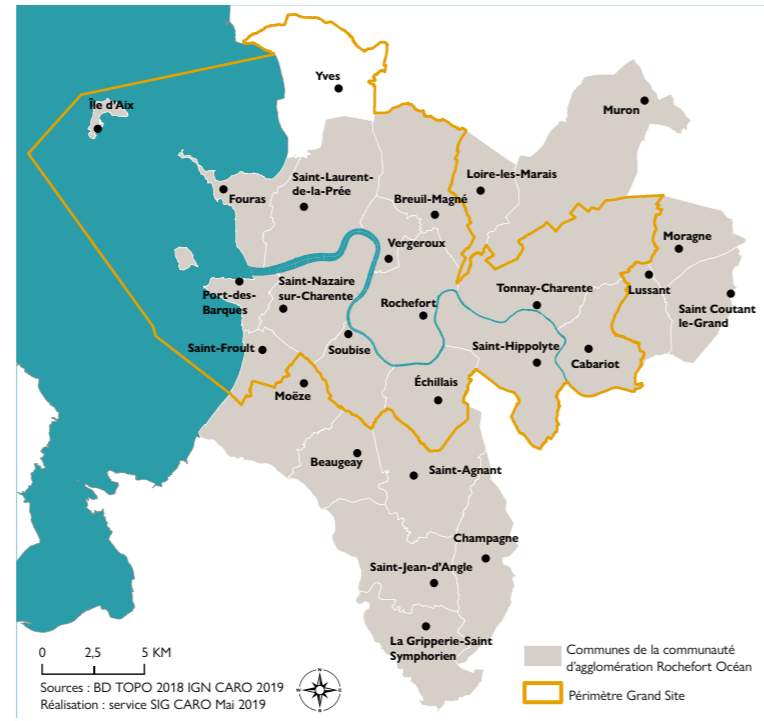 Yves
Île d'Aix
Muron
Saint-Laurent-
de-la-Prée
Loire-les-Marais
Fouras
Breuil-Magné
Moragne
Vergeroux
Port-des-
Barques
Saint-Nazaire
sur-Charente
Tonnay-Charente
Lussant
Rochefort
Saint Coutant
le-Grand
Saint-Froult
Soubise
Saint-Hippolyte
Cabariot
Moëze
Échillais
Beaugeay
Saint-Agnant
Champagne
Saint-Jean-d'Angle
La Gripperie-Saint
Symphorien
0 2,5 5 KM
Sources : BD TOPO 2018 IGN CARO 2019
Réalisation : service SIG CARO Mai 2019
N
E
S
W
Communes de la communauté
d'agglomération Rochefort Océan
Périmètre Grand Site